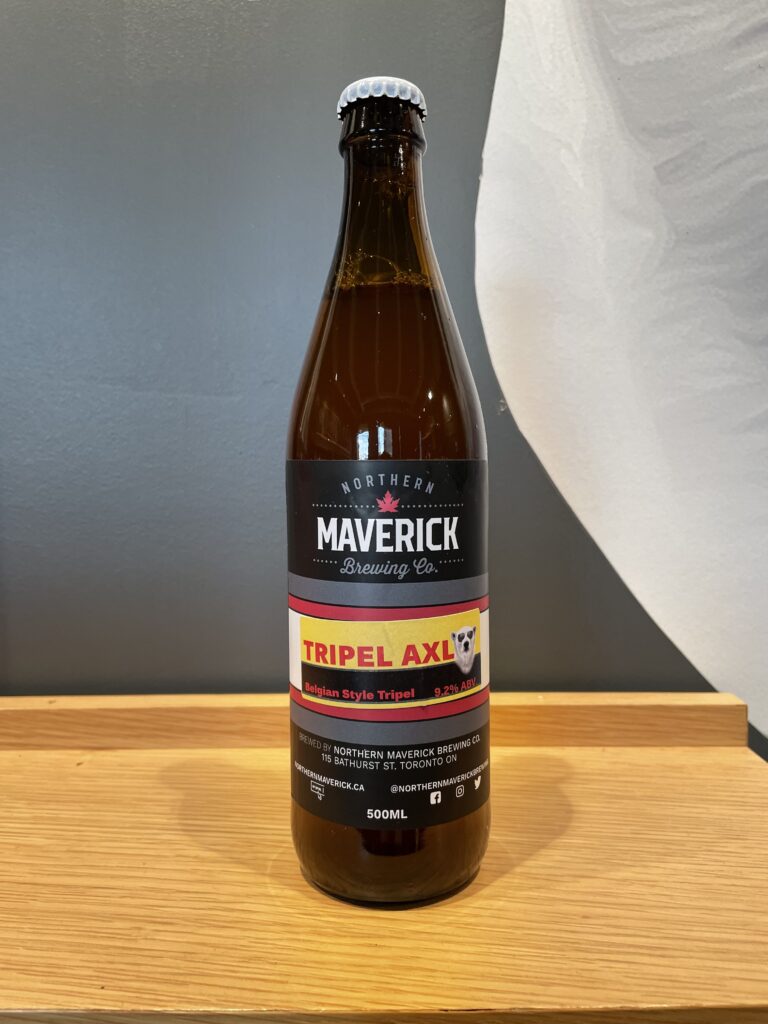 NORTHERN
MAVERICK
Brewing Co.
TRIPEL AXL
Belgian Style Tripel 9.2% ABV
BREWED BY NORTHERN MAVERICK BREWING CO.
115 BATHURST ST. TORONTO ON
NORTHERNMAVERICK.CA
500ML